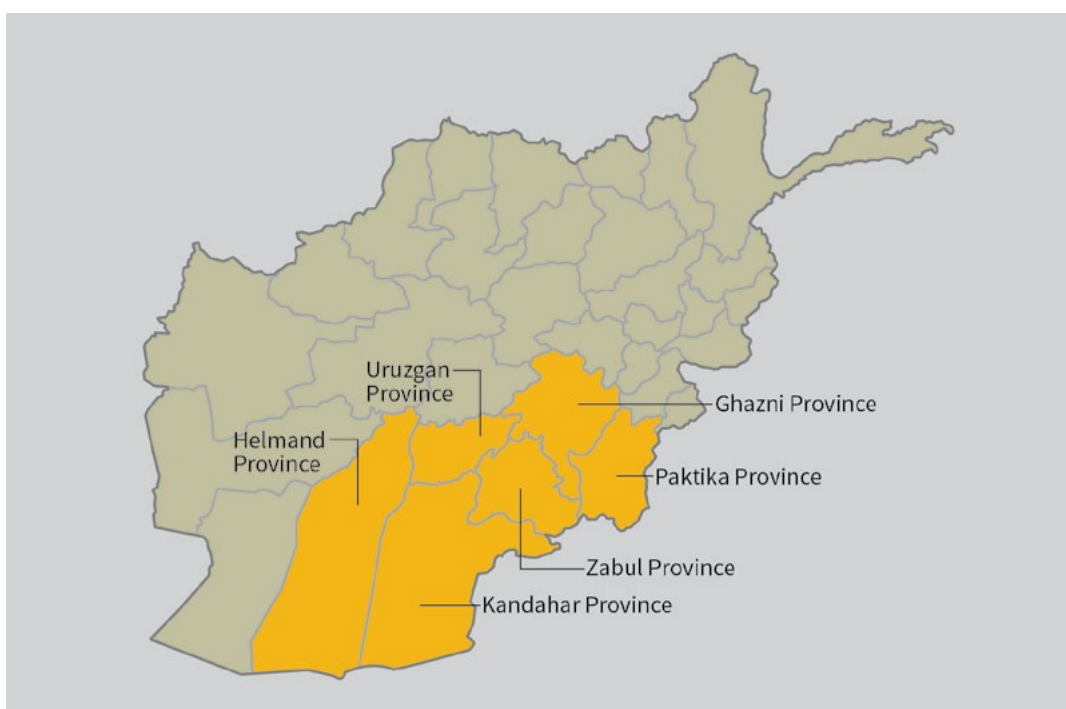 Uruzgan
Province
Ghazni Province
Helmand
Province
Paktika Province
Zabul Province
Kandahar Province